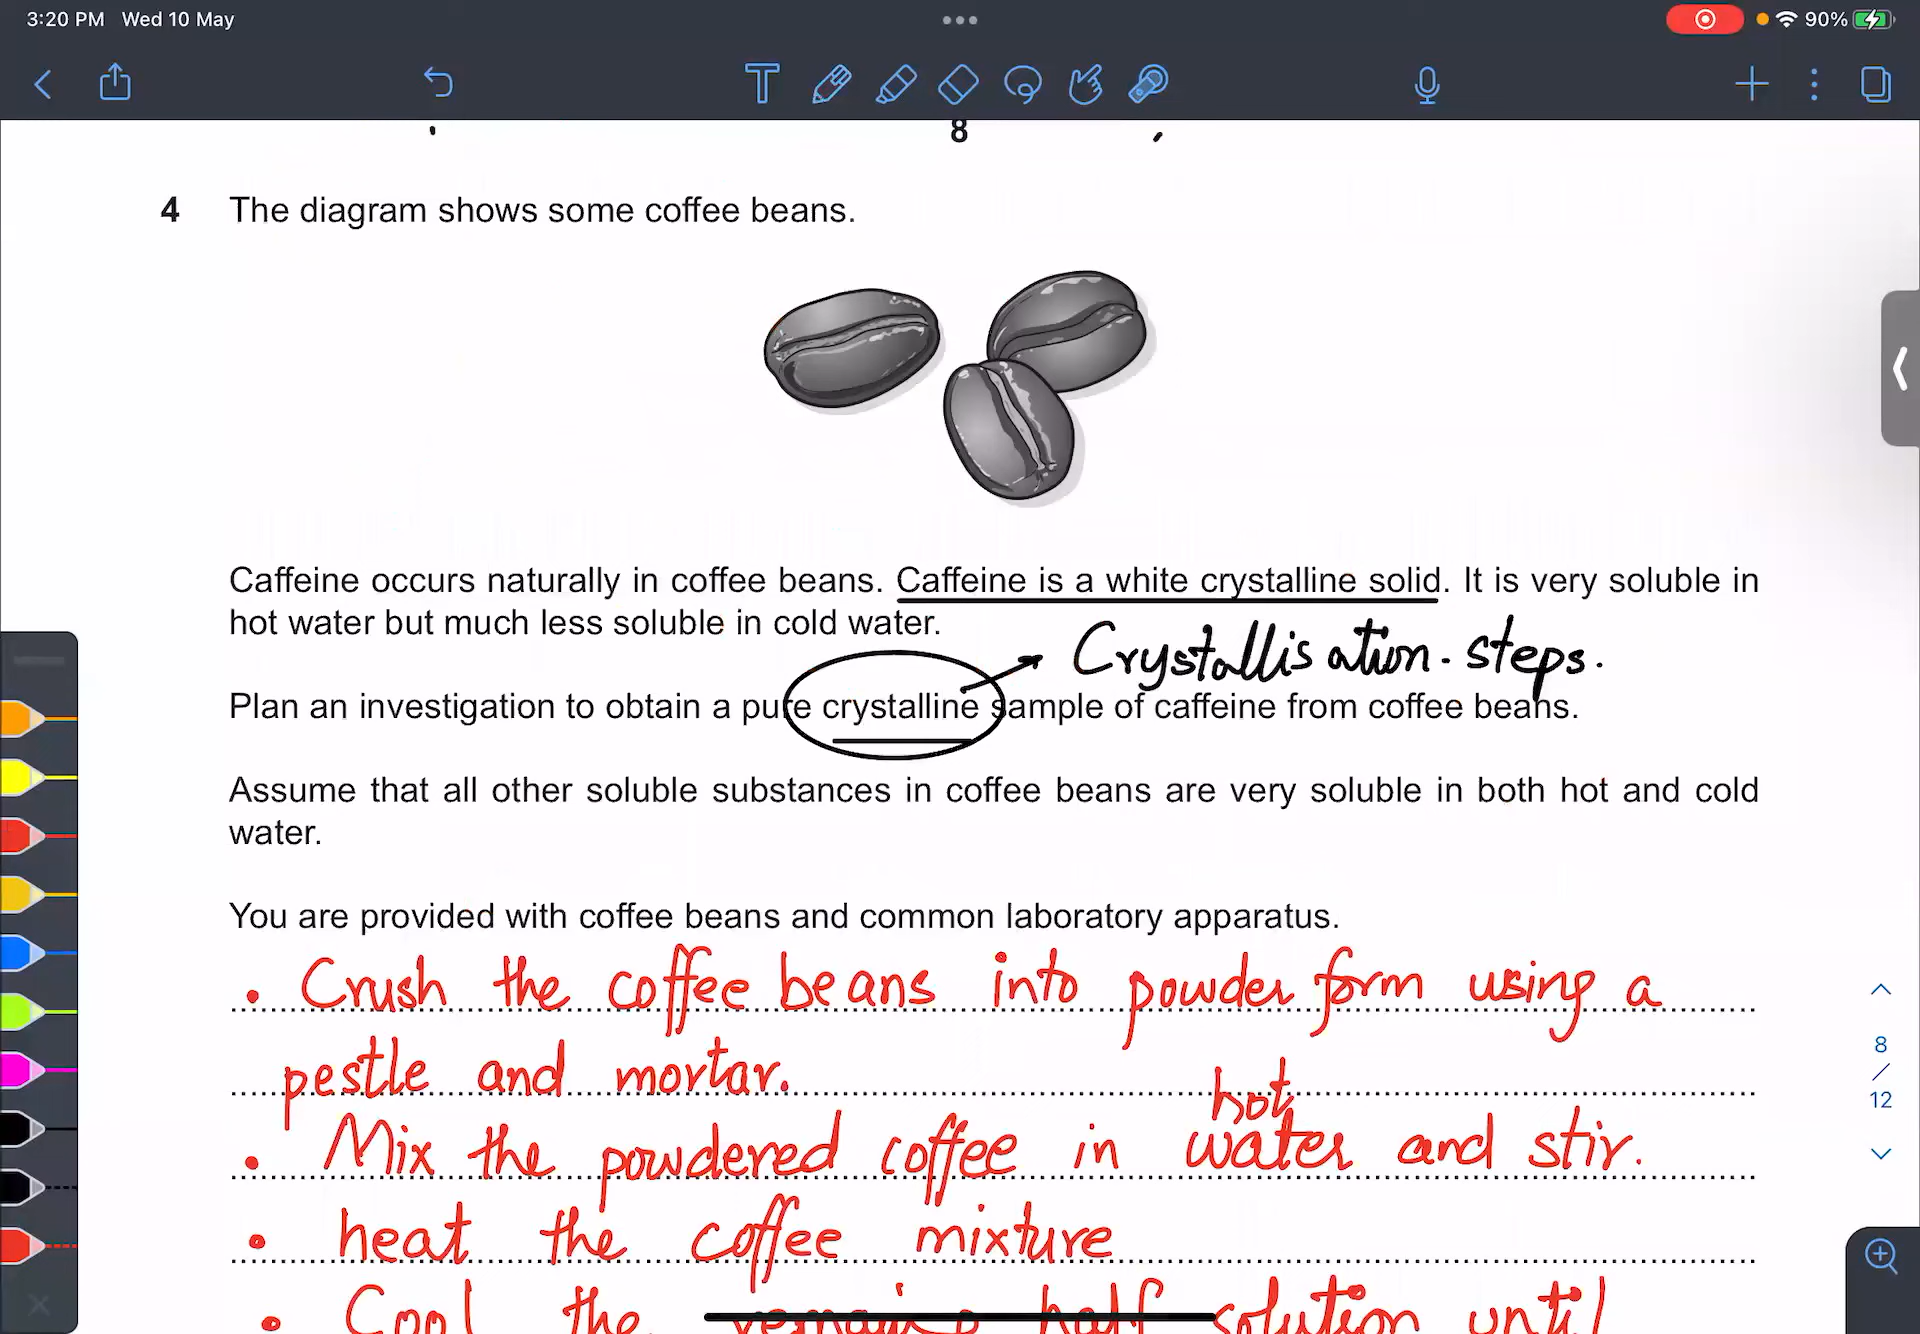 3:20 PM Wed 10 May
90%
8
4 The diagram shows some coffee beans.
Caffeine occurs naturally in coffee beans. Caffeine is a white crystalline solid. It is very soluble in
hot water but much less soluble in cold water.
Crystallisation. steps.
Plan an investigation to obtain a pure crystalline sample of caffeine from coffee beans.
Assume that all other soluble substances in coffee beans are very soluble in both hot and cold
water.
You are provided with coffee beans and common laboratory apparatus.
• Crush the coffee beans into powder form using a
pestle and mortar.
hot
• Mix the powdered coffee in water and stir.
• heat the coffee mixture
• Cool the half solution until
8
/
12